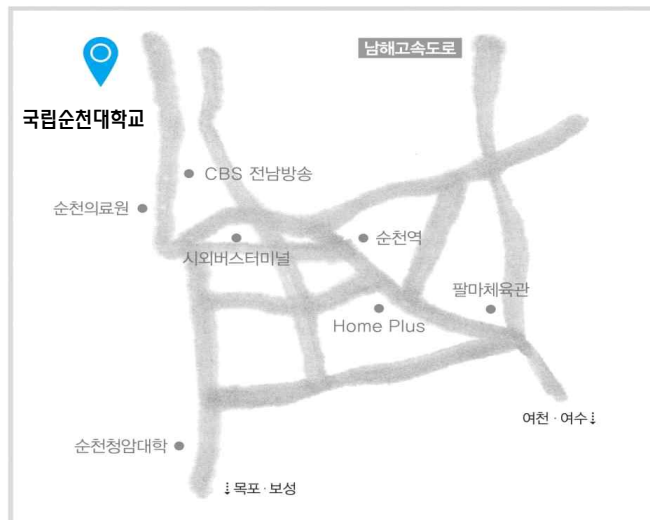 남해고속도로
국립순천대학교
CBS 전남방송
순천의료원
순천역
시외버스터미널
팔마체육관
Home Plus
여천·여수⇣
순천청암대학
⇣목포·보성